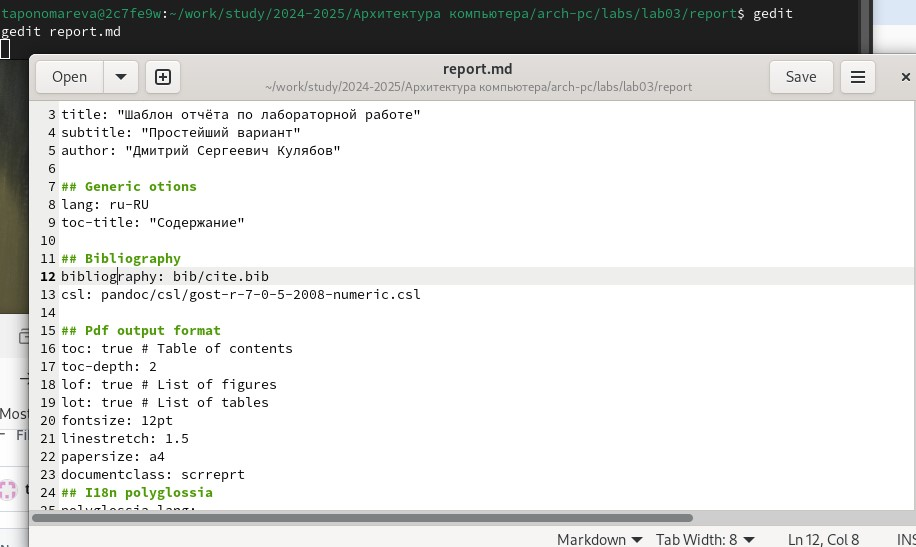 taponomareva@2c7fe9w:~/work/study/2024-2025/Архитектура компьютера/arch-pc/labs/lab03/report$ gedit
gedit report.md
Open
report.md
~/work/study/2024-2025/Архитектура компьютера/arch-pc/labs/lab03/report
Save
3 title: "Шаблон отчёта по лабораторной работе"
4 subtitle: "Простейший вариант"
5 author: "Дмитрий Сергеевич Кулябов"
6
7 ## Generic otions
8 lang: ru-RU
9 toc-title: "Содержание"
10
11 ## Bibliography
12 bibliography: bib/cite.bib
13 csl: pandoc/csl/gost-r-7-0-5-2008-numeric.csl
14
15 ## Pdf output format
16 toc: true # Table of contents
17 toc-depth: 2
18 lof: true # List of figures
19 lot: true # List of tables
20 fontsize: 12pt
21 linestretch: 1.5
22 papersize: a4
23 documentclass: scrreprt
24 ## I18n polyglossia
25 polyglossia-lang:
Most
Markdown Tab Width: 8 Ln 12, Col 8 INS